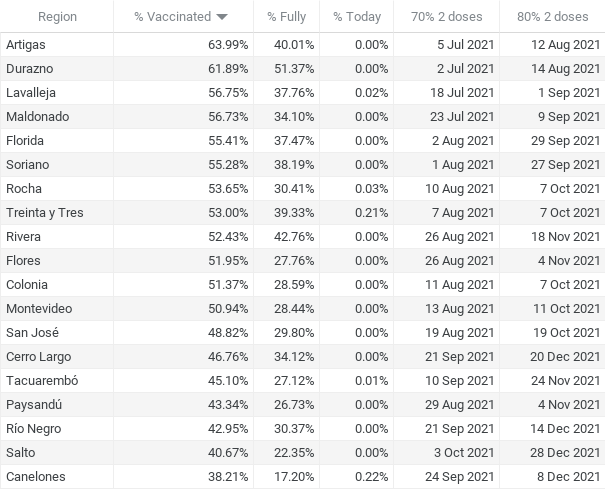 Region % Vaccinated % Fully % Today 70% 2 doses 80% 2 doses
Artigas 63.99% 40.01% 0.00% 5 Jul 2021 12 Aug 2021
Durazno 61.89% 51.37% 0.00% 2 Jul 2021 14 Aug 2021
Lavalleja 56.75% 37.76% 0.02% 18 Jul 2021 1 Sep 2021
Maldonado 56.73% 34.10% 0.00% 23 Jul 2021 9 Sep 2021
Florida 55.41% 37.47% 0.00% 2 Aug 2021 29 Sep 2021
Soriano 55.28% 38.19% 0.00% 1 Aug 2021 27 Sep 2021
Rocha 53.65% 30.41% 0.03% 10 Aug 2021 7 Oct 2021
Treinta y Tres 53.00% 39.33% 0.21% 7 Aug 2021 7 Oct 2021
Rivera 52.43% 42.76% 0.00% 26 Aug 2021 18 Nov 2021
Flores 51.95% 27.76% 0.00% 26 Aug 2021 4 Nov 2021
Colonia 51.37% 28.59% 0.00% 11 Aug 2021 7 Oct 2021
Montevideo 50.94% 28.44% 0.00% 13 Aug 2021 11 Oct 2021
San José 48.82% 29.80% 0.00% 19 Aug 2021 19 Oct 2021
Cerro Largo 46.76% 34.12% 0.00% 21 Sep 2021 20 Dec 2021
Tacuarembó 45.10% 27.12% 0.01% 10 Sep 2021 24 Nov 2021
Paysandú 43.34% 26.73% 0.00% 29 Aug 2021 4 Nov 2021
Río Negro 42.95% 30.37% 0.00% 21 Sep 2021 14 Dec 2021
Salto 40.67% 22.35% 0.00% 3 Oct 2021 28 Dec 2021
Canelones 38.21% 17.20% 0.22% 24 Sep 2021 8 Dec 2021